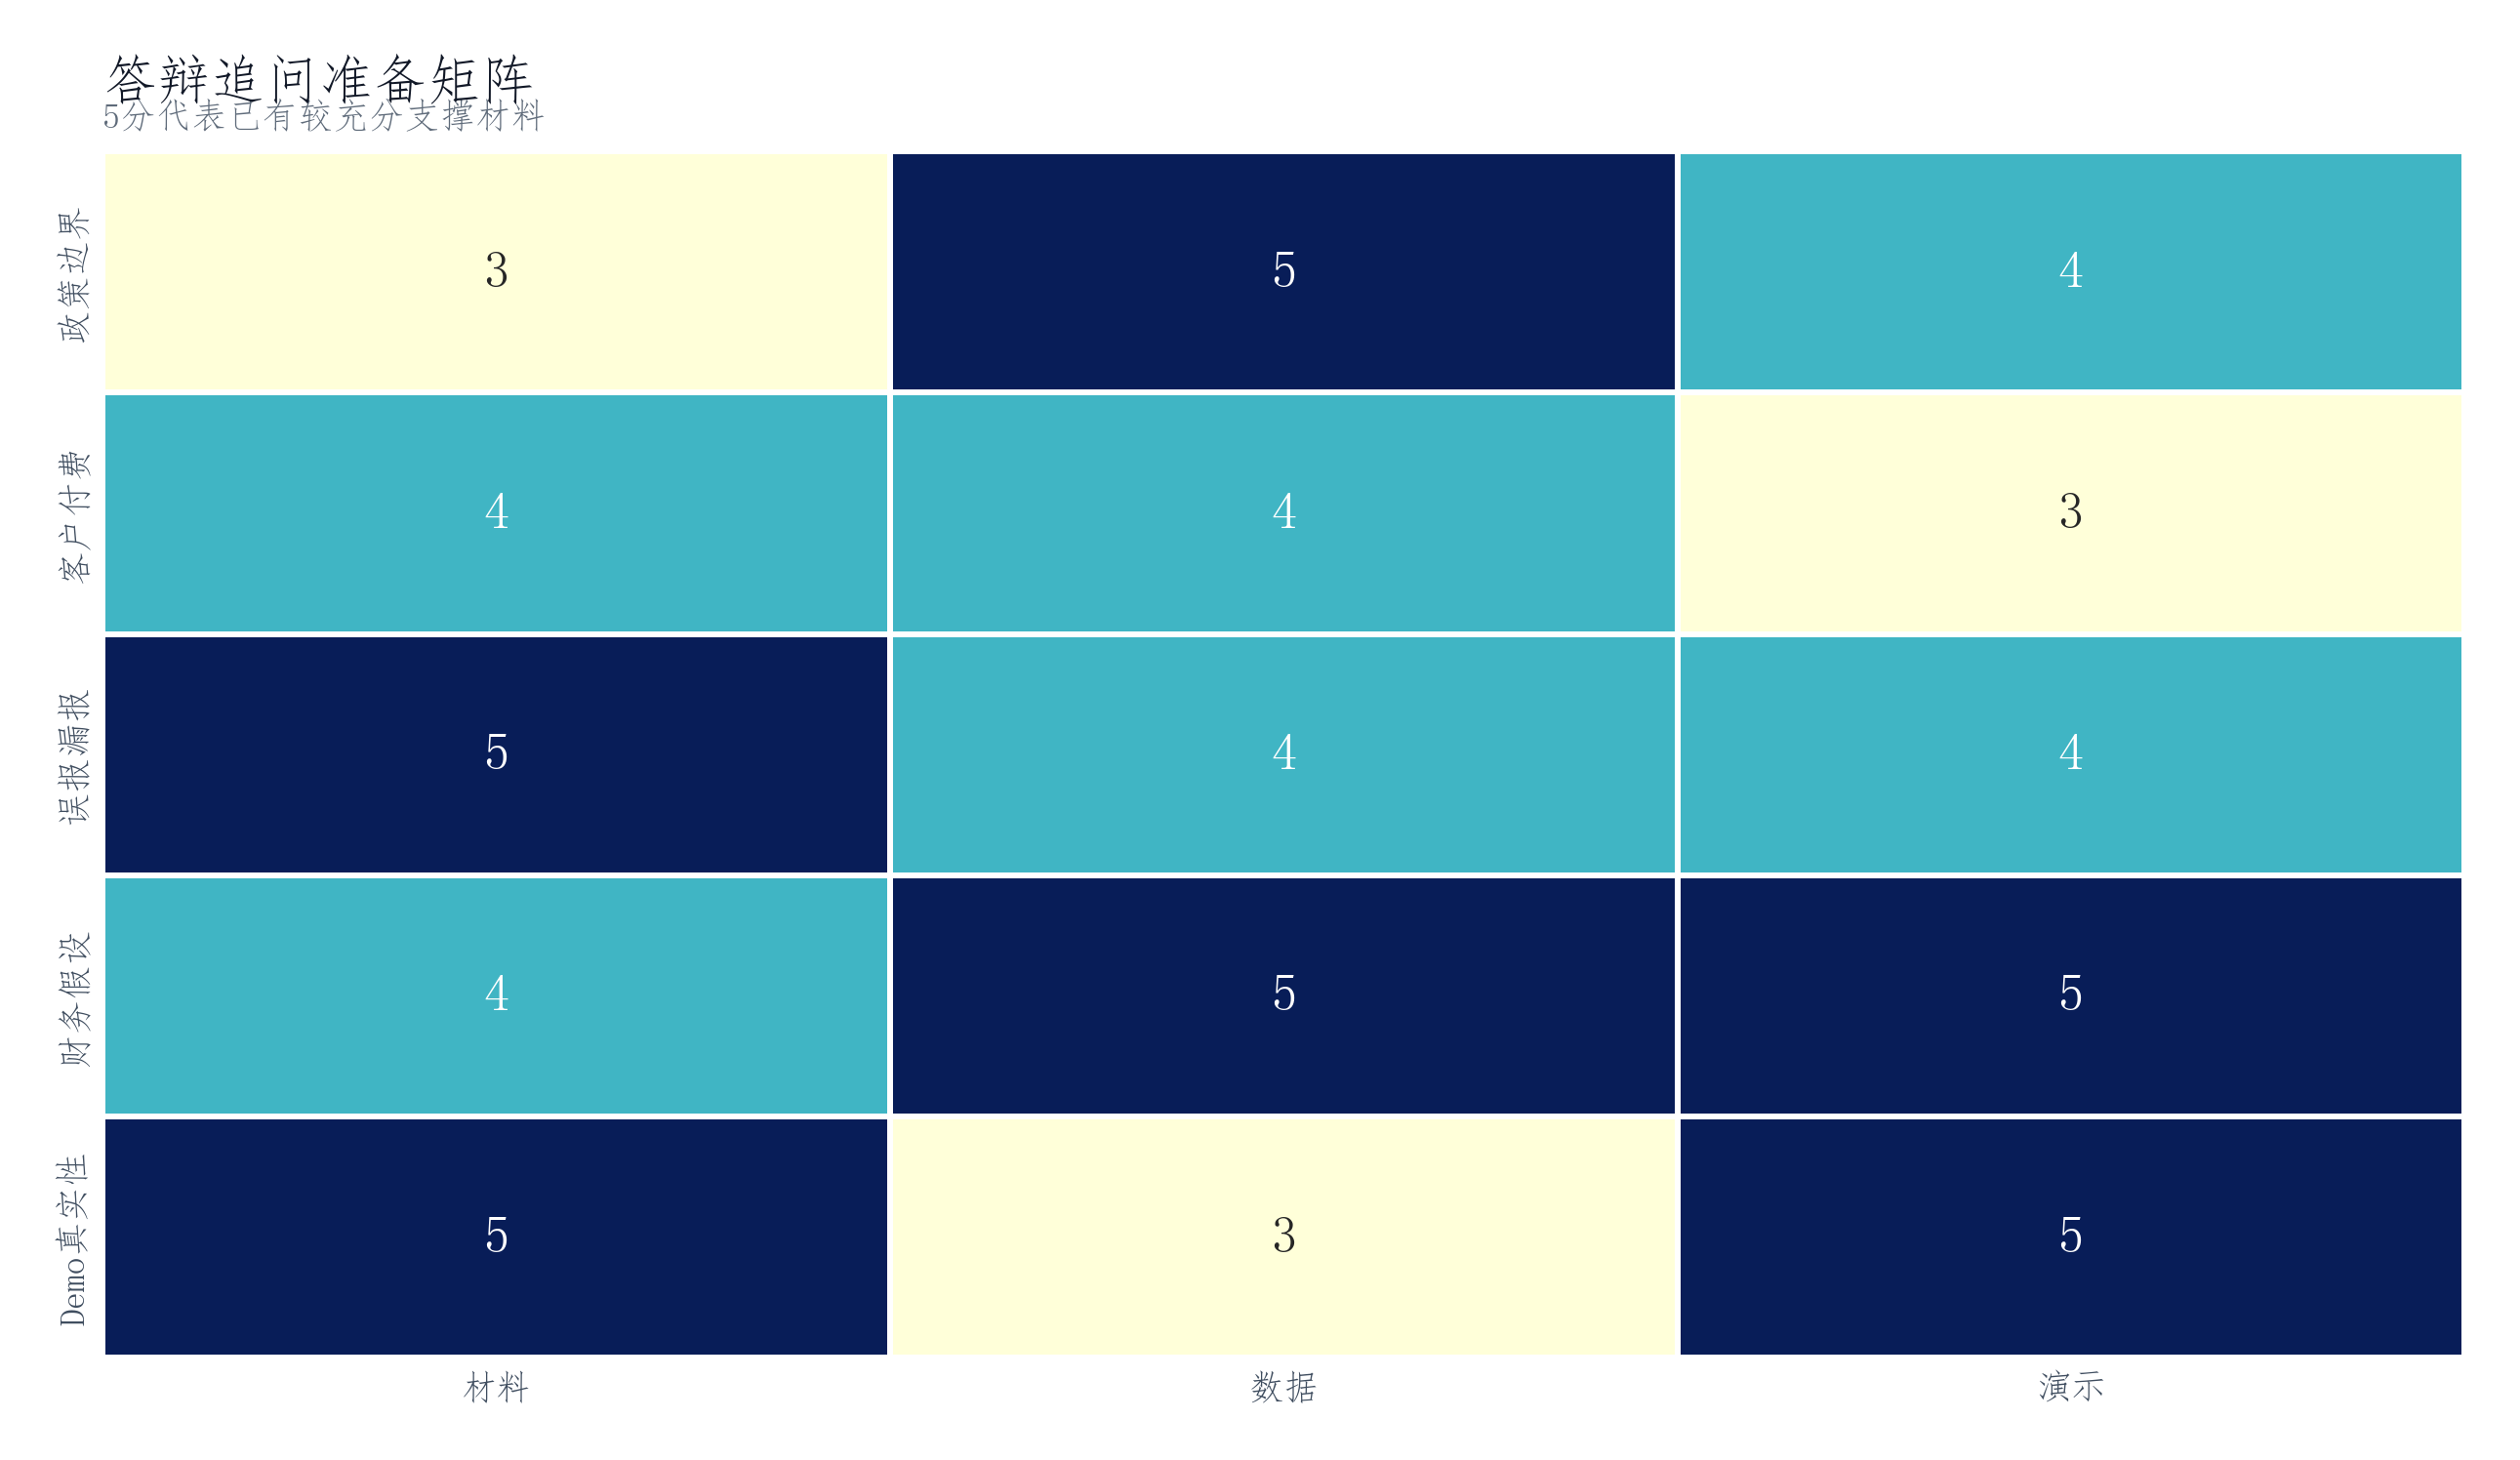 答辩追问准备矩阵
5分代表已有较充分支撑材料
政策边界
3 5 4
客户付费
4 4 3
误报漏报
5 4 4
财务假设
4 5 5
Demo真实性
5 3 5
材料 数据 演示